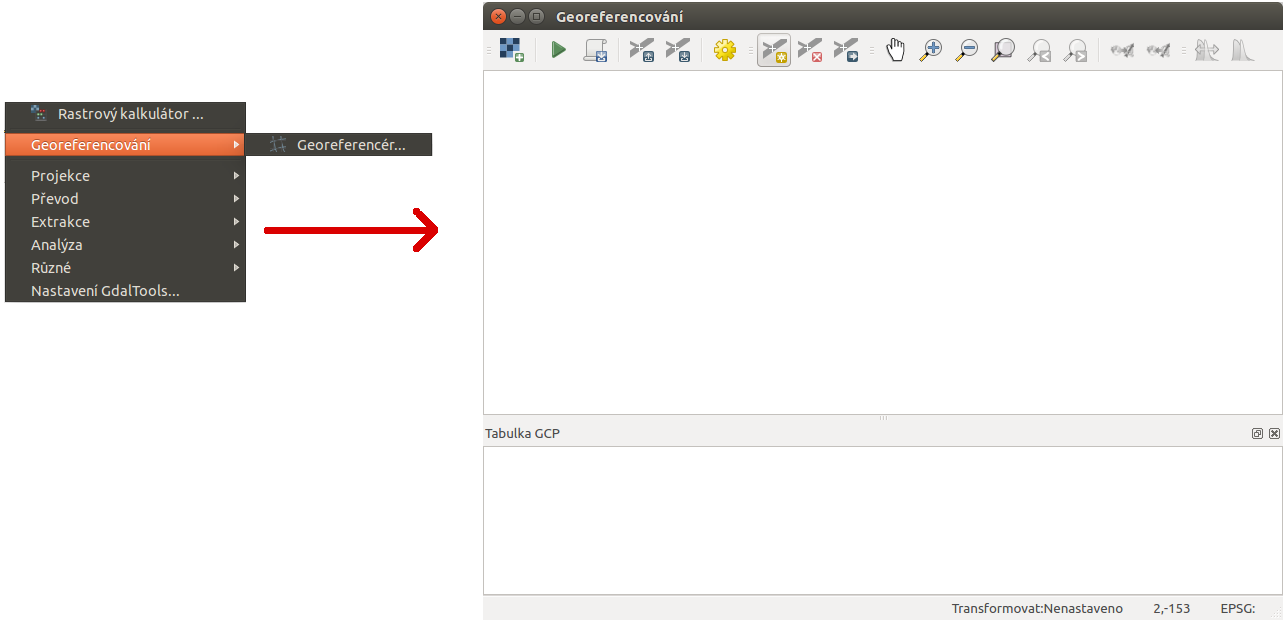 Rastrový kalkulátor ...
Georeferencování
Georeferencér...
Projekce
Převod
Extrakce
Analýza
Různé
Nastavení GdalTools...
Georeferencování
Tabulka GCP
Transformovat:Nenastaveno 2,-153 EPSG: